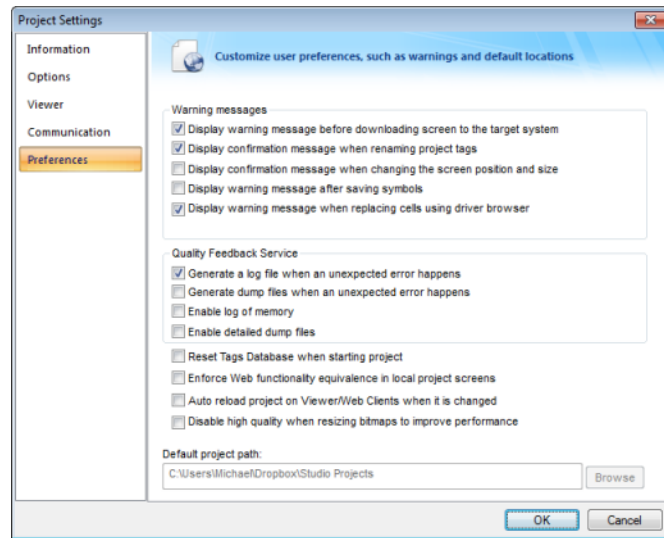 Project Settings
Information
Options
Viewer
Communication
Preferences
Customize user preferences, such as warnings and default locations
Warning messages
Display warning message before downloading screen to the target system
Display confirmation message when renaming project tags
Display confirmation message when changing the screen position and size
Display warning message after saving symbols
Display warning message when replacing cells using driver browser
Quality Feedback Service
Generate a log file when an unexpected error happens
Generate dump files when an unexpected error happens
Enable log of memory
Enable detailed dump files
Reset Tags Database when starting project
Enforce Web functionality equivalence in local project screens
Auto reload project on Viewer/Web Clients when it is changed
Disable high quality when resizing bitmaps to improve performance
Default project path:
C:\Users\Michael\Dropbox\Studio Projects
Browse
OK
Cancel